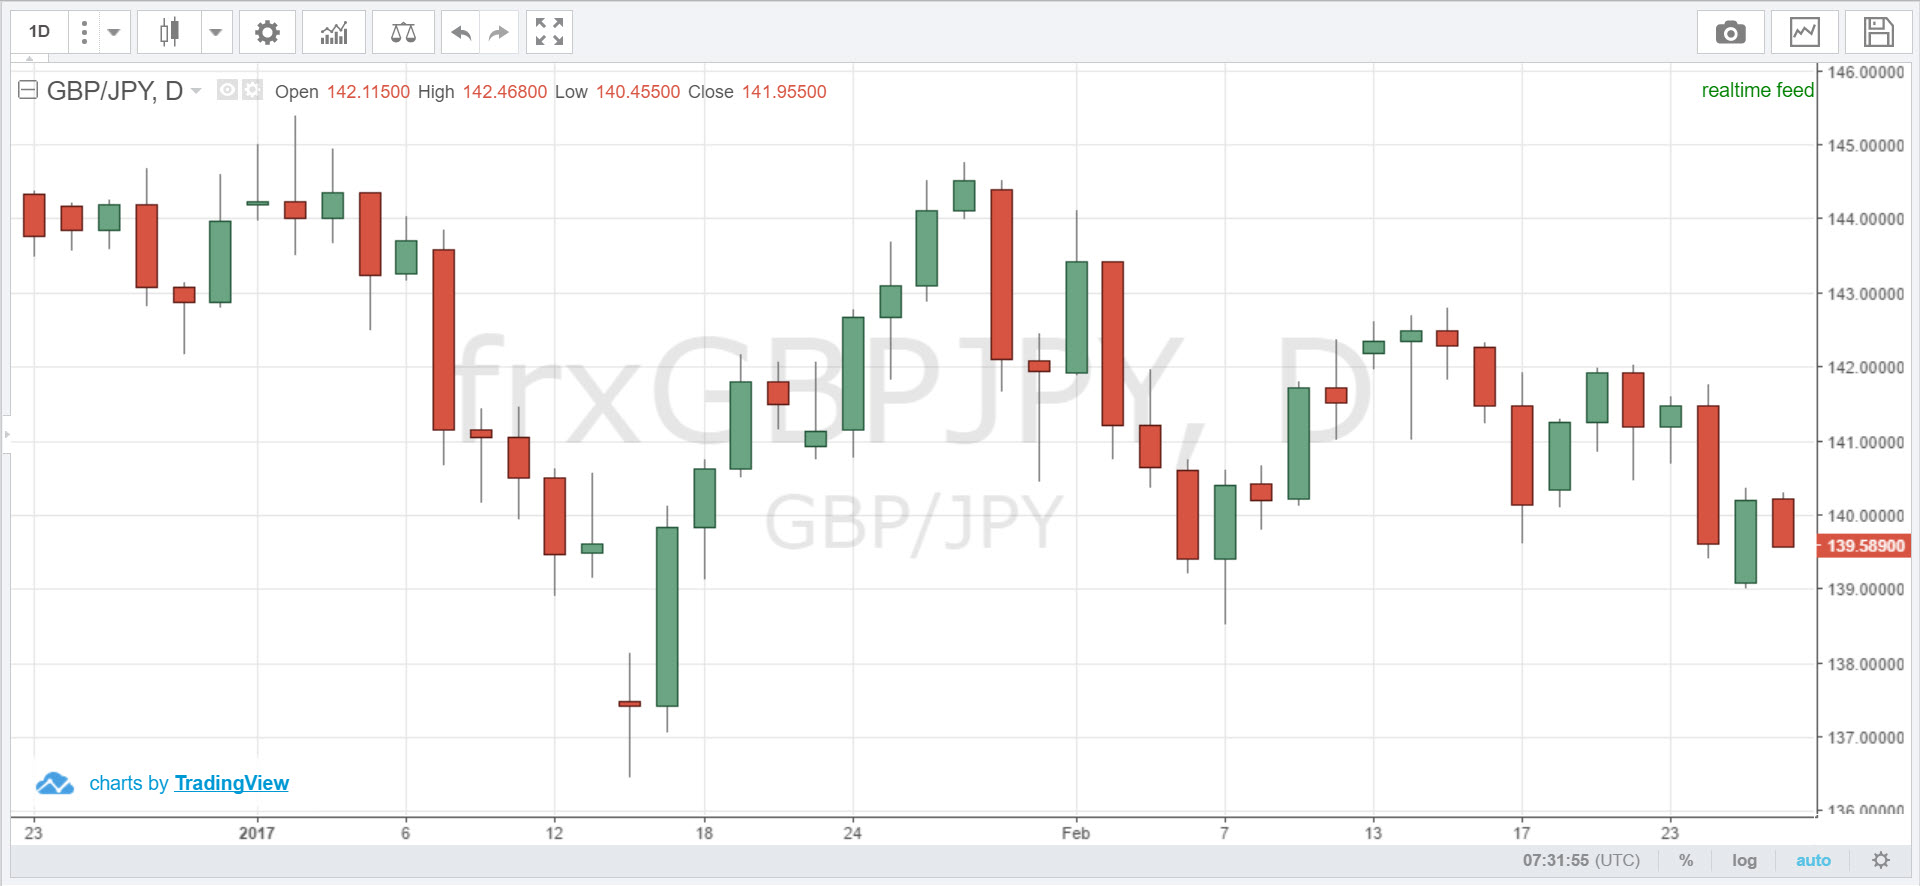 1D
GBP/JPY, D Open 142.11500 High 142.46800 Low 140.45500 Close 141.95500
realtime feed
146.00000
145.00000
144.00000
143.00000
142.00000
141.00000
140.00000
139.58900
139.00000
138.00000
137.00000
136.00000
frxGBPJPY, D
GBP/JPY
charts by TradingView
23 2017 6 12 18 24 Feb 7 13 17 23
07:31:55 (UTC) % log auto